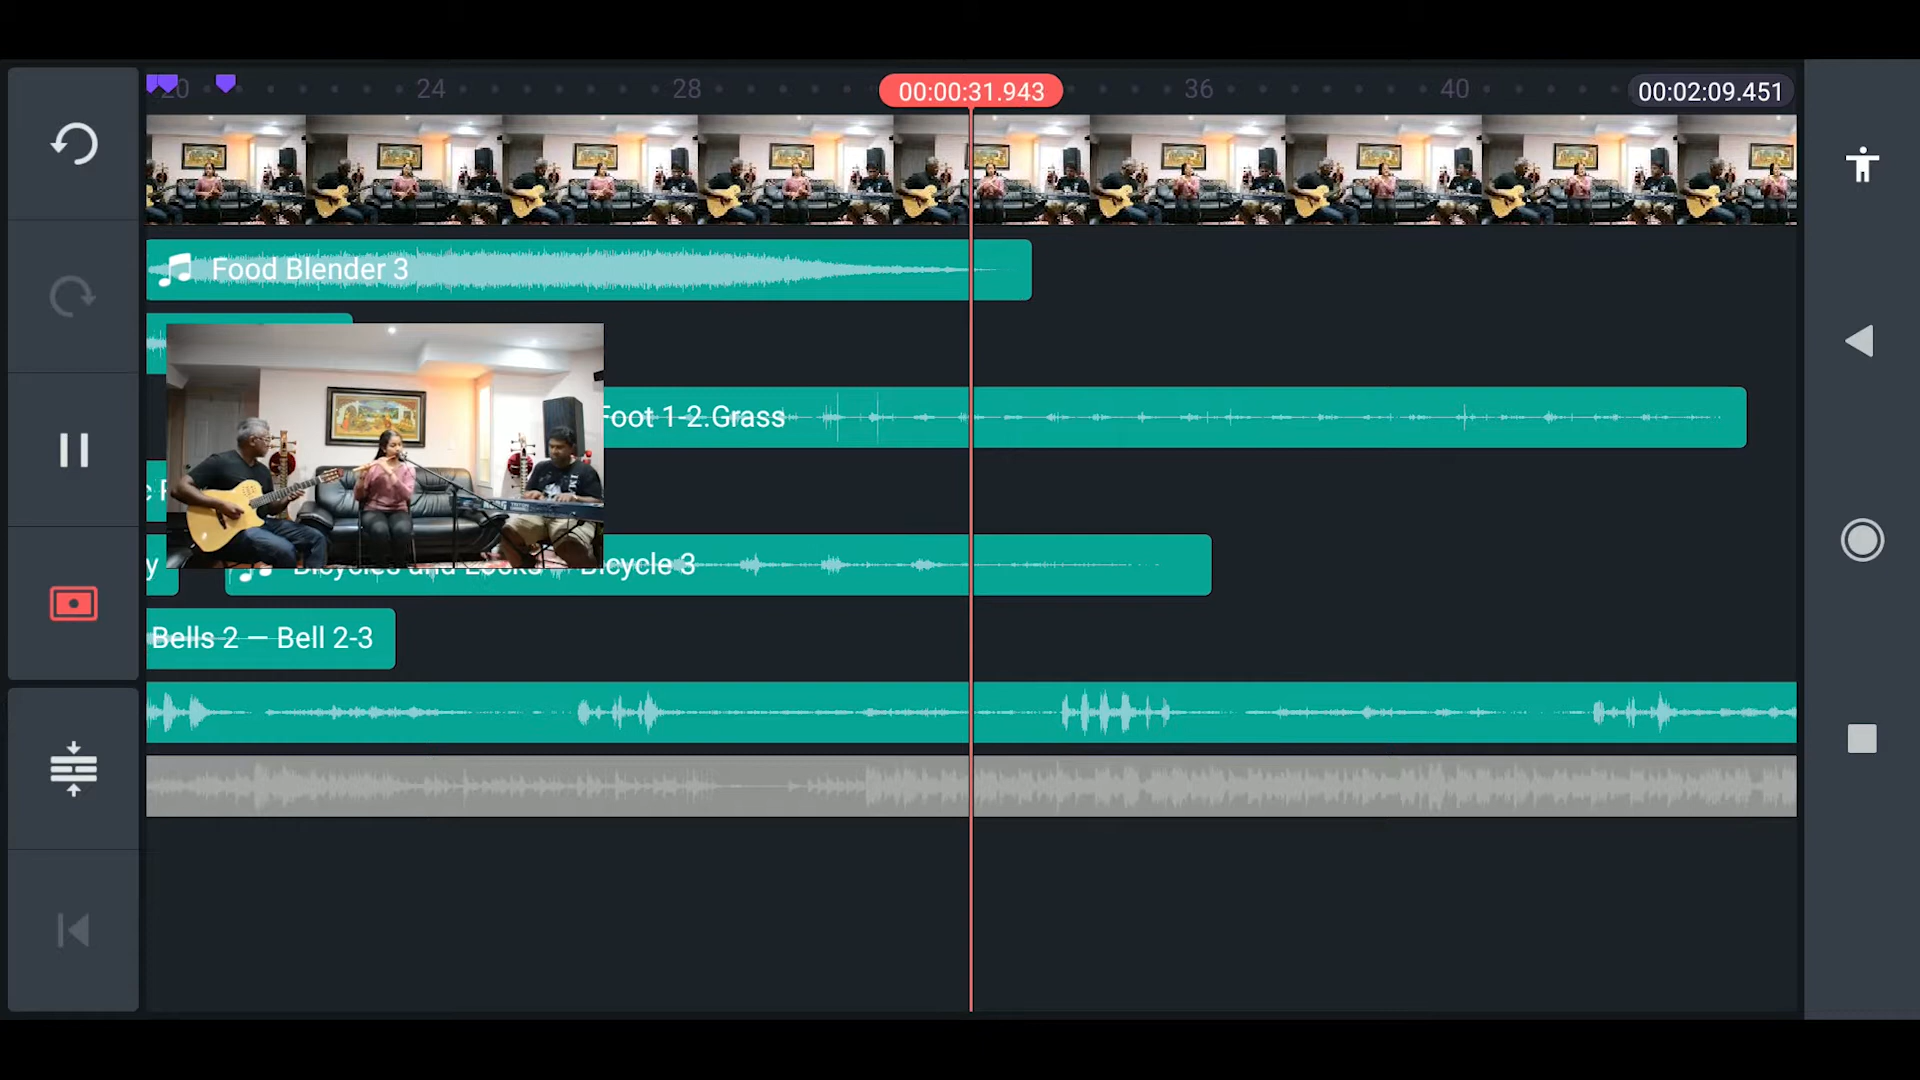 20 24 28 00:00:31.943 36 40 00:02:09.451
Food Blender 3
Foot 1-2.Grass
y Bicycles and Locks — Bicycle 3
Bells 2 — Bell 2-3